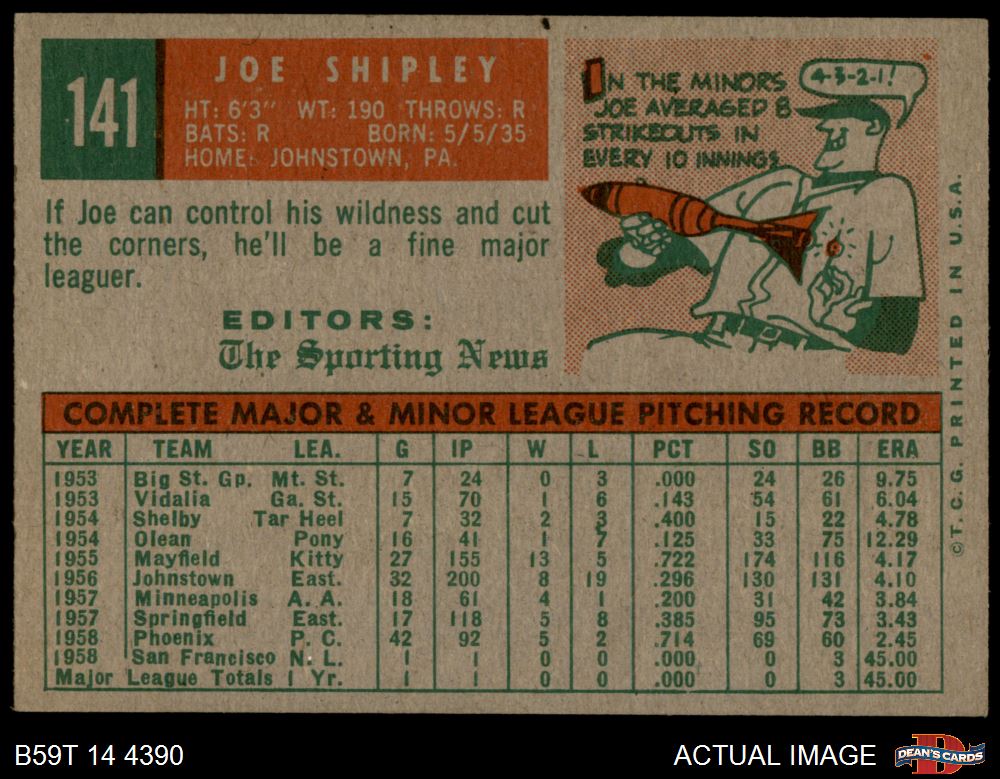 141
JOE SHIPLEY
HT: 6'3" WT: 190 THROWS: R
BATS: R BORN: 5/5/35
HOME: JOHNSTOWN, PA.
If Joe can control his wildness and cut
the corners, he'll be a fine major
leaguer.
EDITORS:
The Sporting News
IN THE MINORS
JOE AVERAGED 8
STRIKEOUTS IN
EVERY 10 INNINGS
4-3-2-1!
COMPLETE MAJOR & MINOR LEAGUE PITCHING RECORD
YEAR TEAM LEA. G IP W L PCT SO BB ERA
1953 Big St. Gp. Mt. St. 7 24 0 3 .000 24 26 9.75
1953 Vidalia Ga. St. 15 70 1 6 .143 54 61 6.04
1954 Shelby Tar Heel 7 32 2 3 .400 15 22 4.78
1954 Olean Pony 16 41 1 7 .125 33 75 12.29
1955 Mayfield Kitty 27 155 13 5 .722 174 116 4.17
1956 Johnstown East. 32 200 8 19 .296 130 131 4.10
1957 Minneapolis A. A. 18 61 4 1 .200 31 42 3.84
1957 Springfield East. 17 118 5 8 .385 95 73 3.43
1958 Phoenix P. C. 42 92 5 2 .714 69 60 2.45
1958 San Francisco N. L. 1 1 0 0 .000 0 3 45.00
Major League Totals 1 Yr. 1 1 0 0 .000 0 3 45.00
© T. C. G. PRINTED IN U.S.A.
B59T 14 4390
ACTUAL IMAGE
DEAN'S CARDS